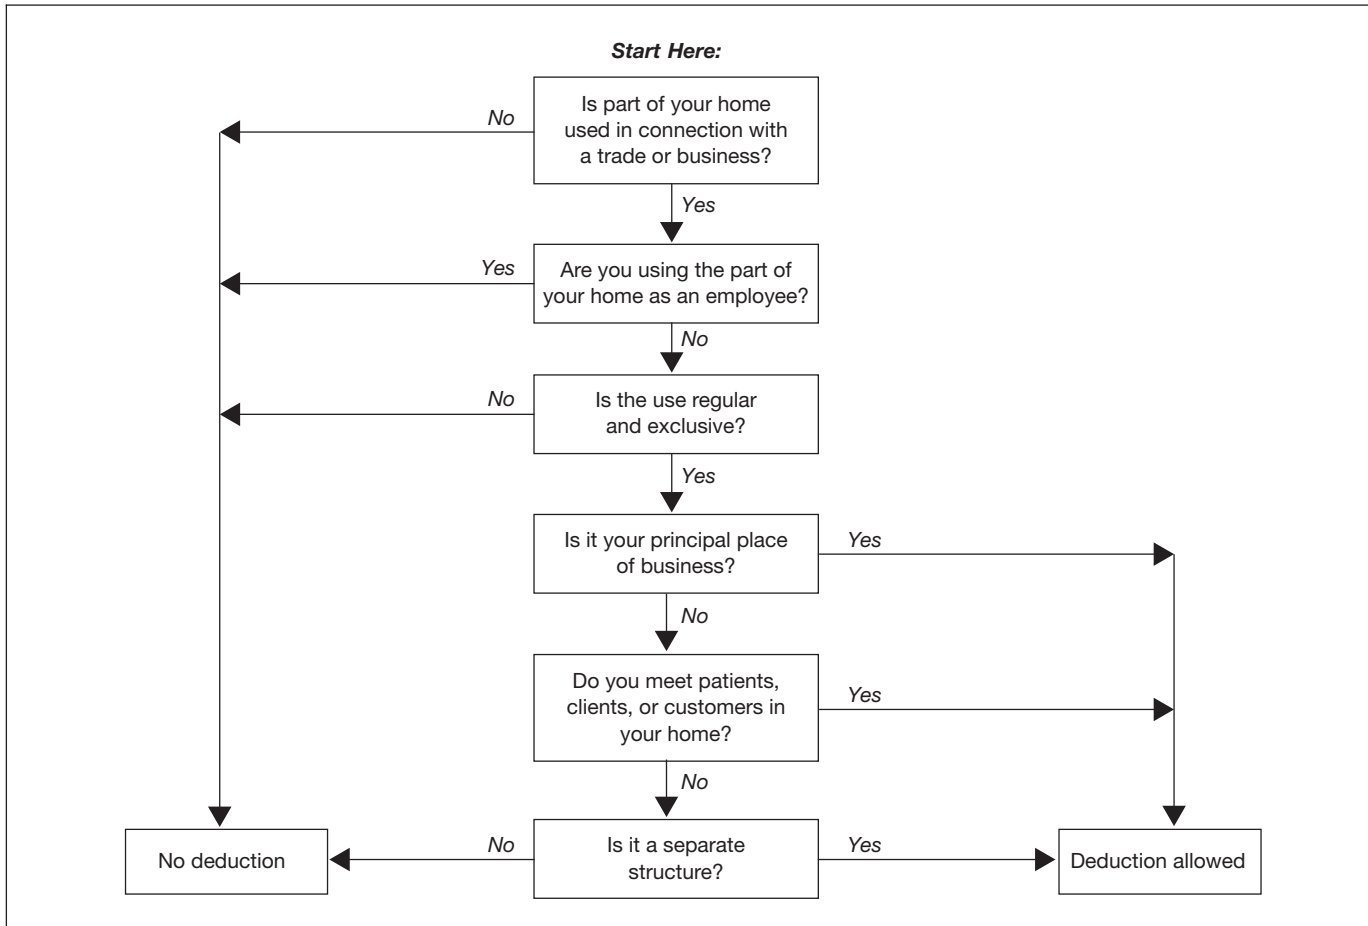 Start Here:
Is part of your home
used in connection with
a trade or business?
No
Yes
Are you using the part of
your home as an employee?
Yes
No
Is the use regular
and exclusive?
No
Yes
Is it your principal place
of business?
Yes
No
Do you meet patients,
clients, or customers in
your home?
Yes
No
Is it a separate
structure?
No
Yes
No deduction
Deduction allowed